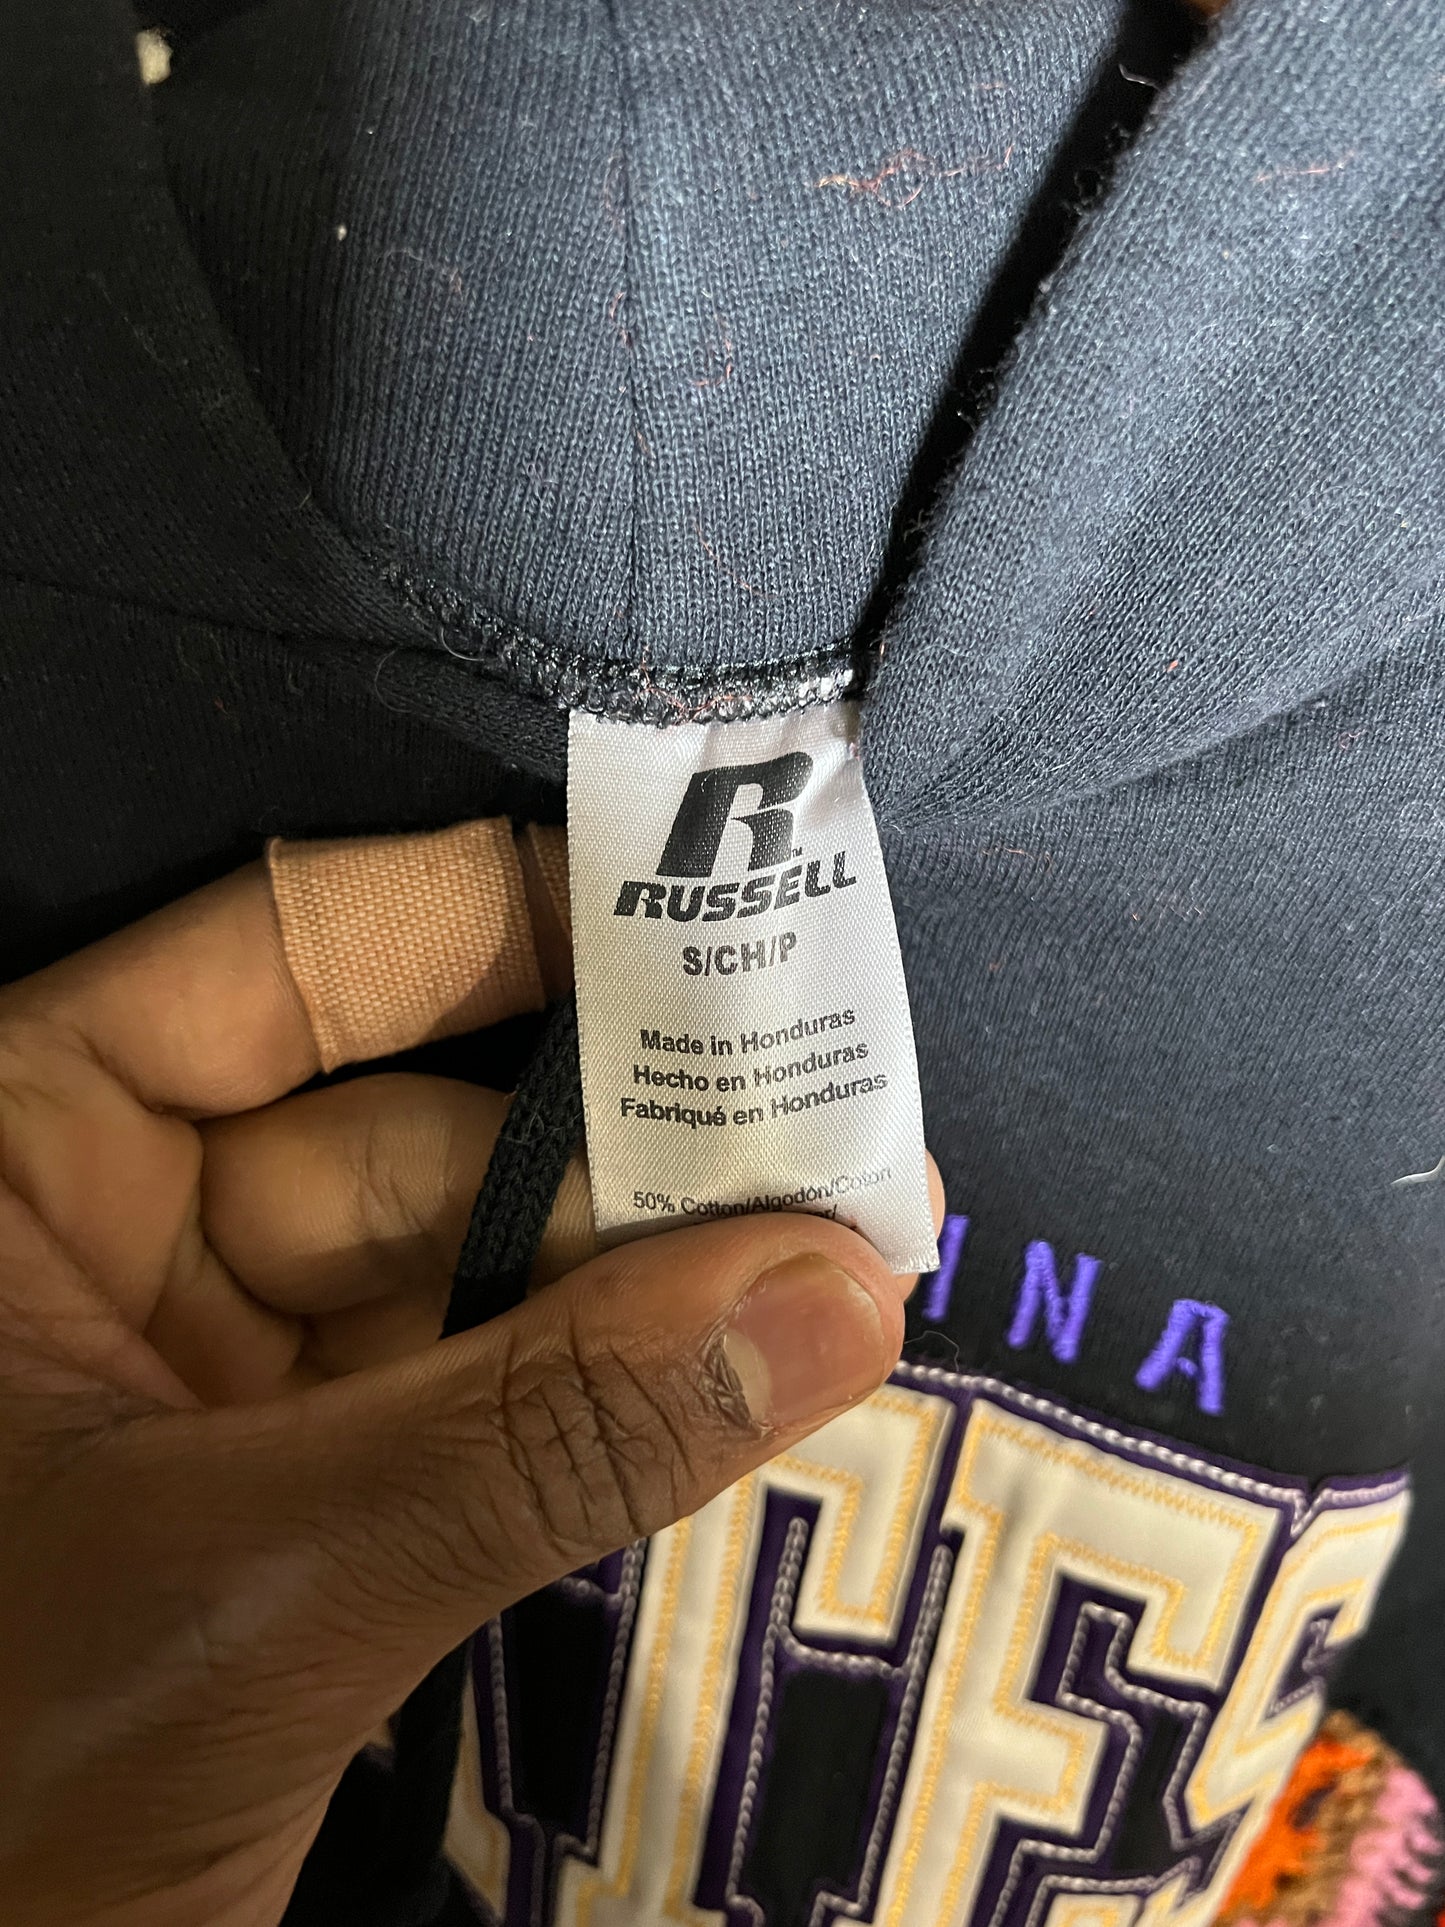 R
RUSSELL
S/CH/P
Made in Honduras
Hecho en Honduras
Fabriqué en Honduras
50% Cotton/Algodón/Coton
INA